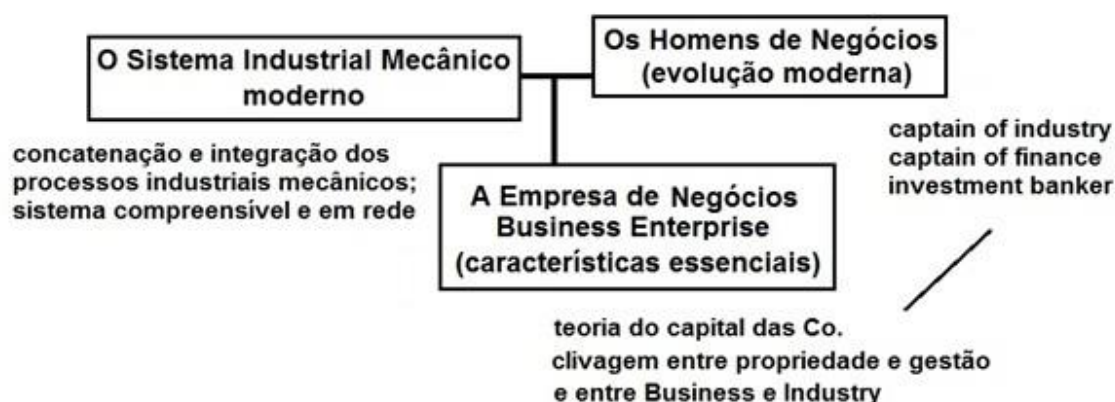 O Sistema Industrial Mecânico
moderno
Os Homens de Negócios
(evolução moderna)
concatenação e integração dos
processos industriais mecânicos;
sistema compreensível e em rede
captain of industry
captain of finance
investment banker
A Empresa de Negócios
Business Enterprise
(características essenciais)
teoria do capital das Co.
clivagem entre propriedade e gestão
e entre Business e Industry